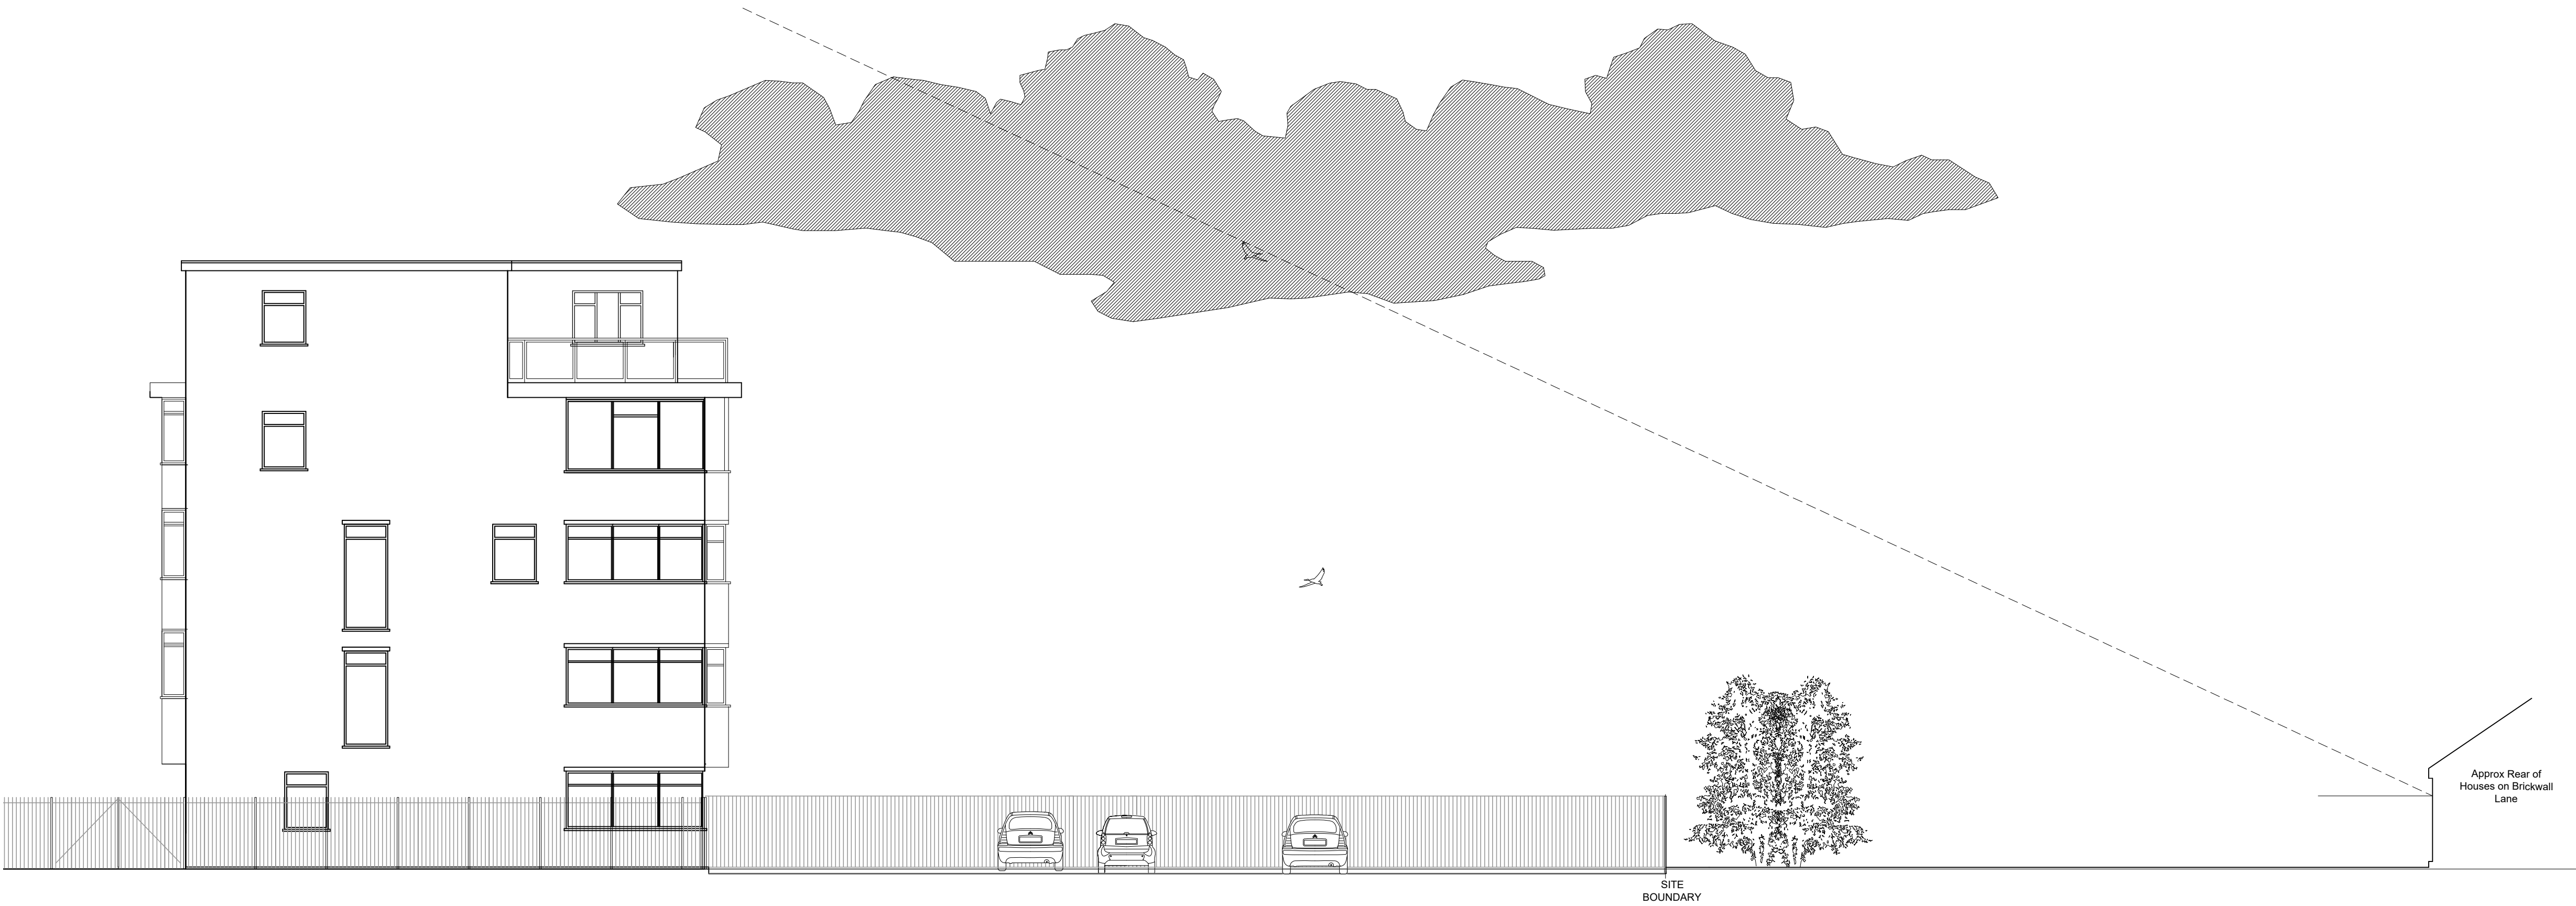 Approx Rear of
Houses on Brickwall
Lane
SITE
BOUNDARY